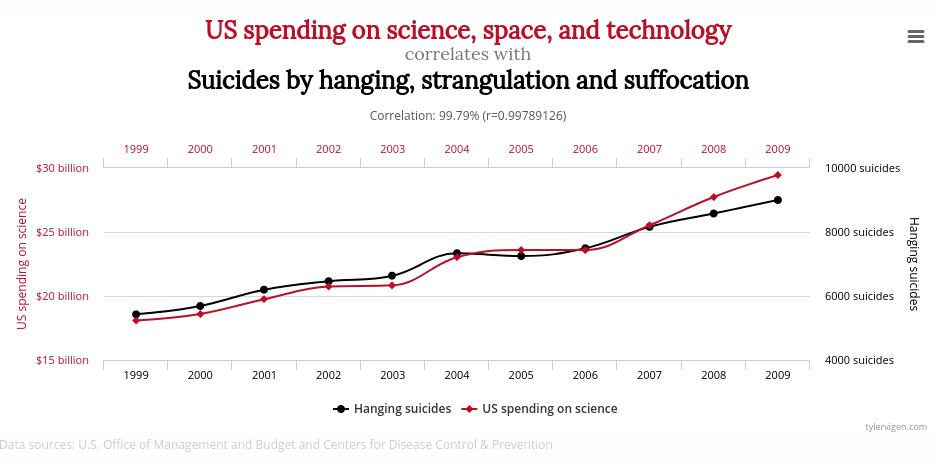 US spending on science, space, and technology
correlates with
Suicides by hanging, strangulation and suffocation
Correlation: 99.79% (r=0.99789126)
1999 2000 2001 2002 2003 2004 2005 2006 2007 2008 2009
$30 billion 10000 suicides
US spending on science
Hanging suicides
$25 billion 8000 suicides
$20 billion 6000 suicides
$15 billion 4000 suicides
1999 2000 2001 2002 2003 2004 2005 2006 2007 2008 2009
Hanging suicides US spending on science
tylervigen.com
Data sources: U.S. Office of Management and Budget and Centers for Disease Control & Prevention